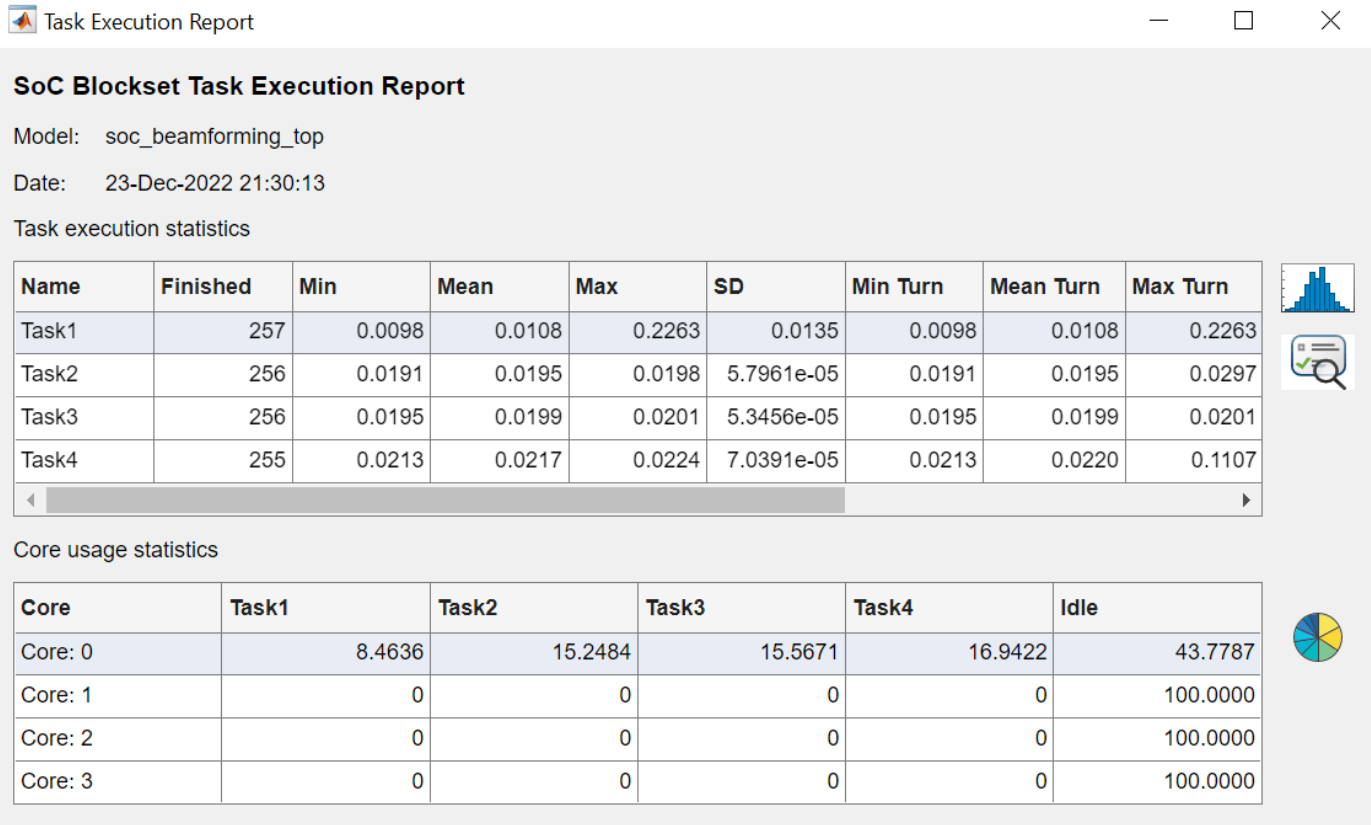 Task Execution Report
SoC Blockset Task Execution Report
Model: soc_beamforming_top
Date: 23-Dec-2022 21:30:13
Task execution statistics
Name Finished Min Mean Max SD Min Turn Mean Turn Max Turn
Task1 257 0.0098 0.0108 0.2263 0.0135 0.0098 0.0108 0.2263
Task2 256 0.0191 0.0195 0.0198 5.7961e-05 0.0191 0.0195 0.0297
Task3 256 0.0195 0.0199 0.0201 5.3456e-05 0.0195 0.0199 0.0201
Task4 255 0.0213 0.0217 0.0224 7.0391e-05 0.0213 0.0220 0.1107
Core usage statistics
Core Task1 Task2 Task3 Task4 Idle
Core: 0 8.4636 15.2484 15.5671 16.9422 43.7787
Core: 1 0 0 0 0 100.0000
Core: 2 0 0 0 0 100.0000
Core: 3 0 0 0 0 100.0000